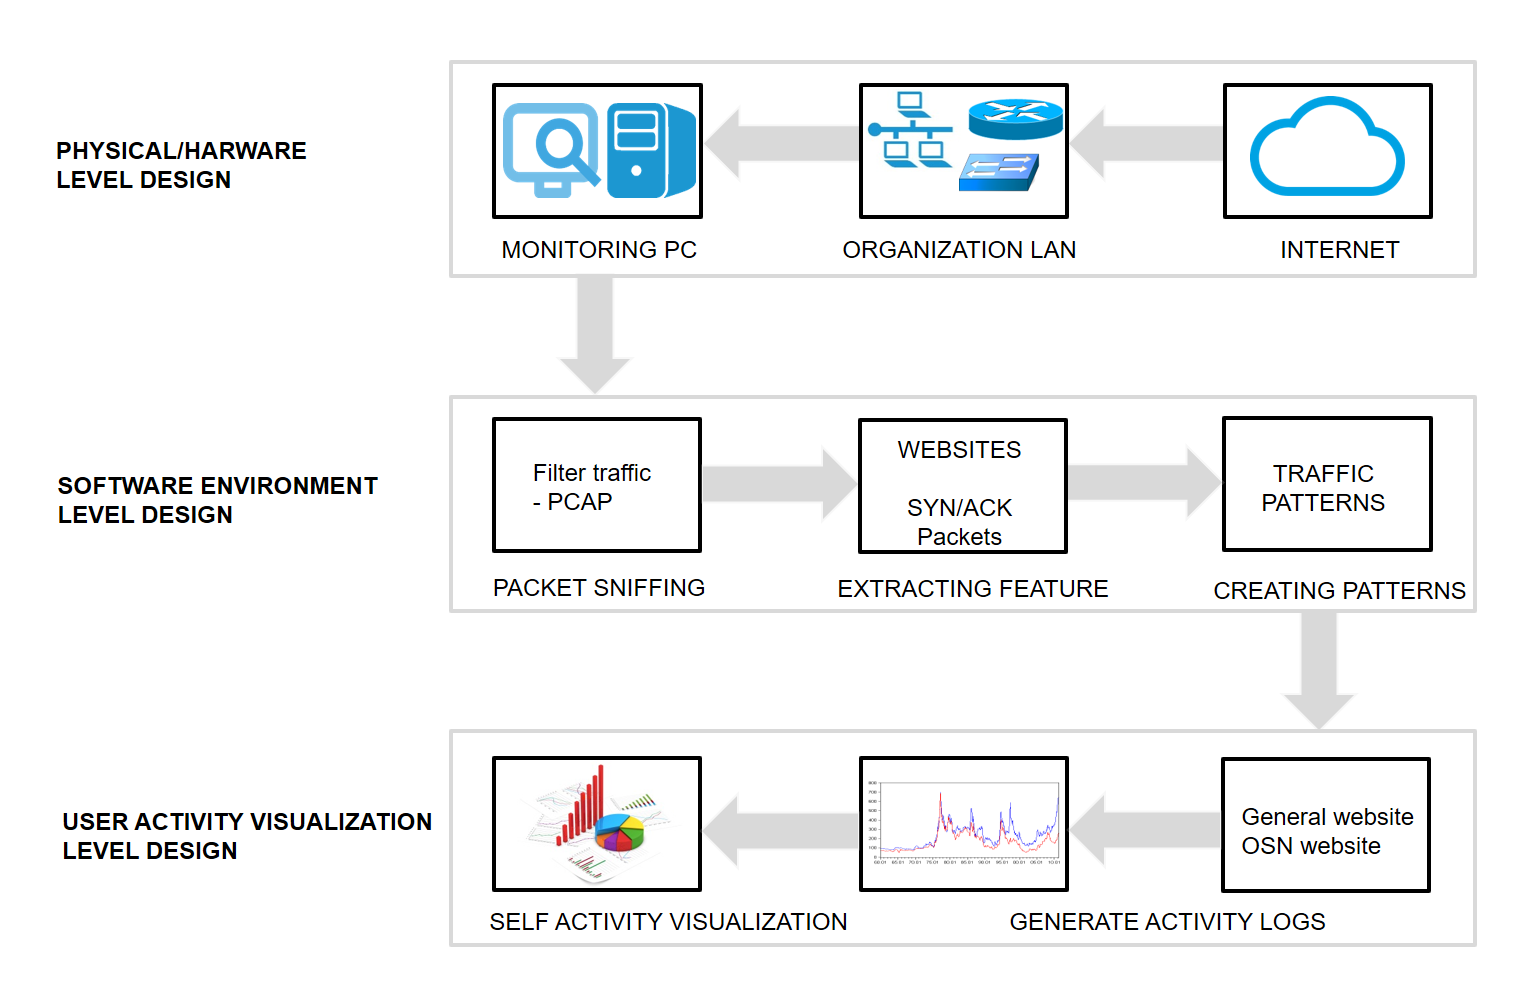 PHYSICAL/HARWARE
LEVEL DESIGN
MONITORING PC
ORGANIZATION LAN
INTERNET
SOFTWARE ENVIRONMENT
LEVEL DESIGN
Filter traffic
- PCAP
WEBSITES
SYN/ACK
Packets
TRAFFIC
PATTERNS
PACKET SNIFFING
EXTRACTING FEATURE
CREATING PATTERNS
USER ACTIVITY VISUALIZATION
LEVEL DESIGN
General website
OSN website
SELF ACTIVITY VISUALIZATION
GENERATE ACTIVITY LOGS